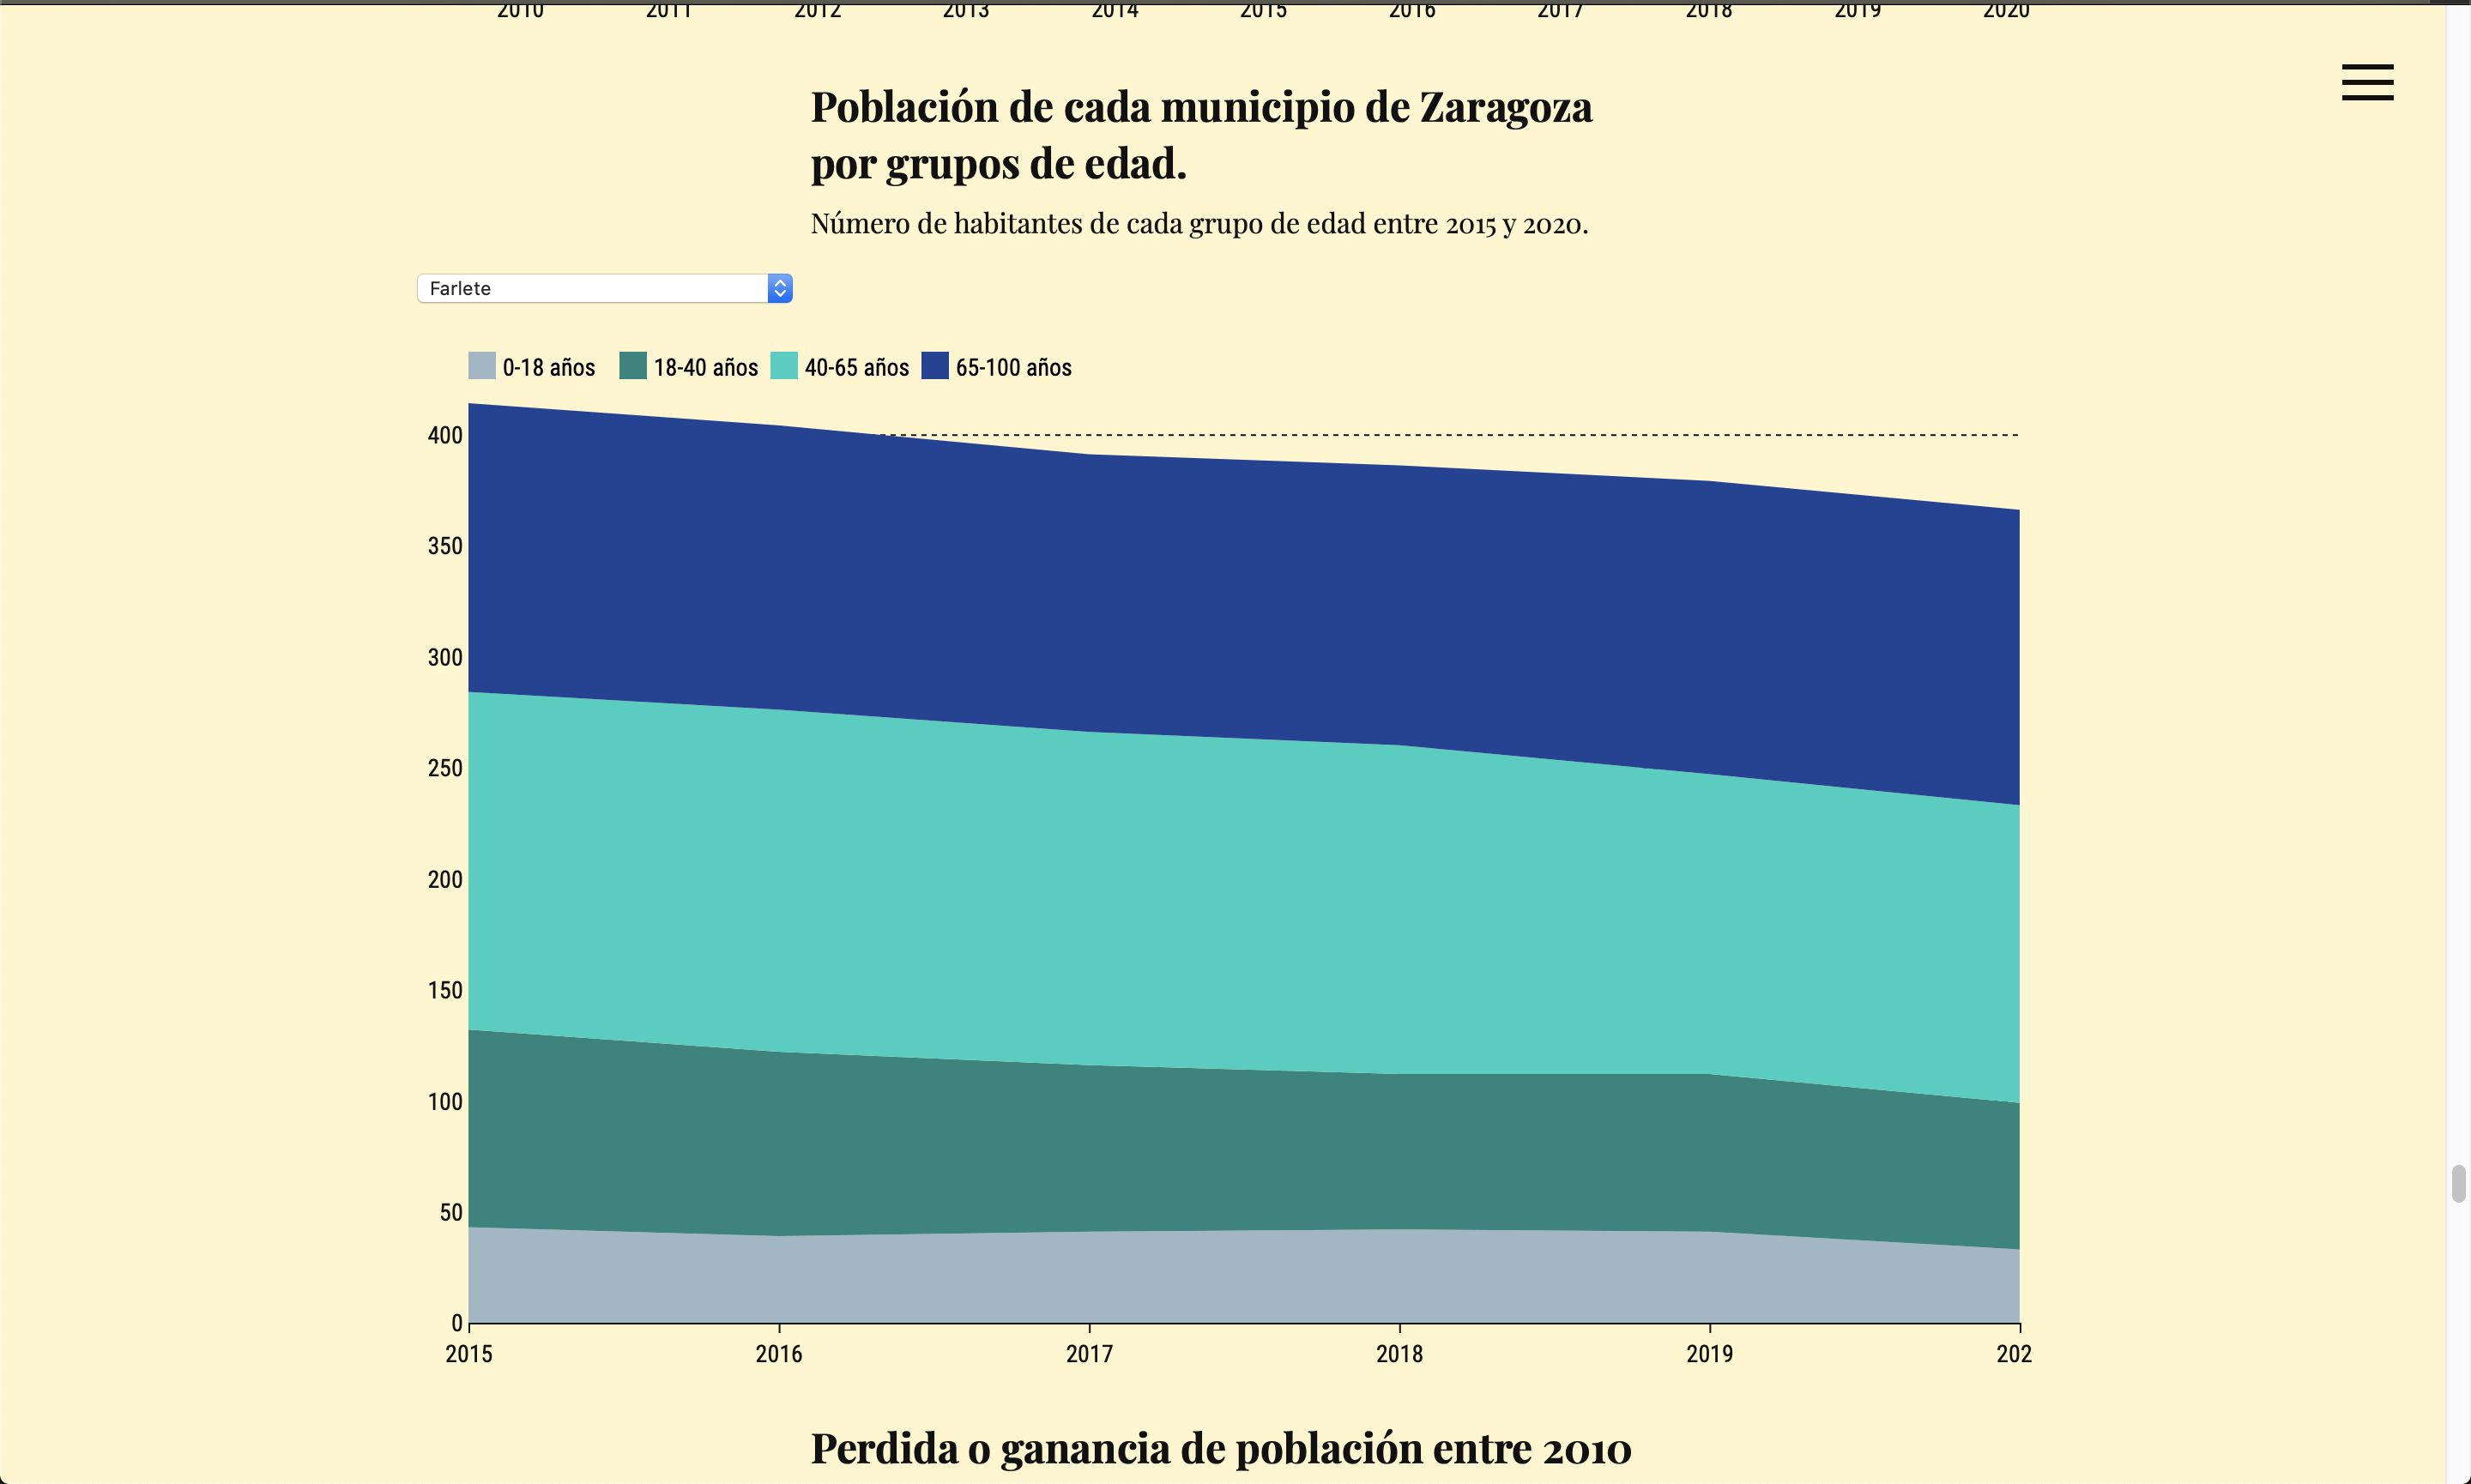 2010 2011 2012 2013 2014 2015 2016 2017 2018 2019 2020
Población de cada municipio de Zaragoza
por grupos de edad.
Número de habitantes de cada grupo de edad entre 2015 y 2020.
Farlete
0-18 años 18-40 años 40-65 años 65-100 años
400
350
300
250
200
150
100
50
0
2015 2016 2017 2018 2019 202
Perdida o ganancia de población entre 2010